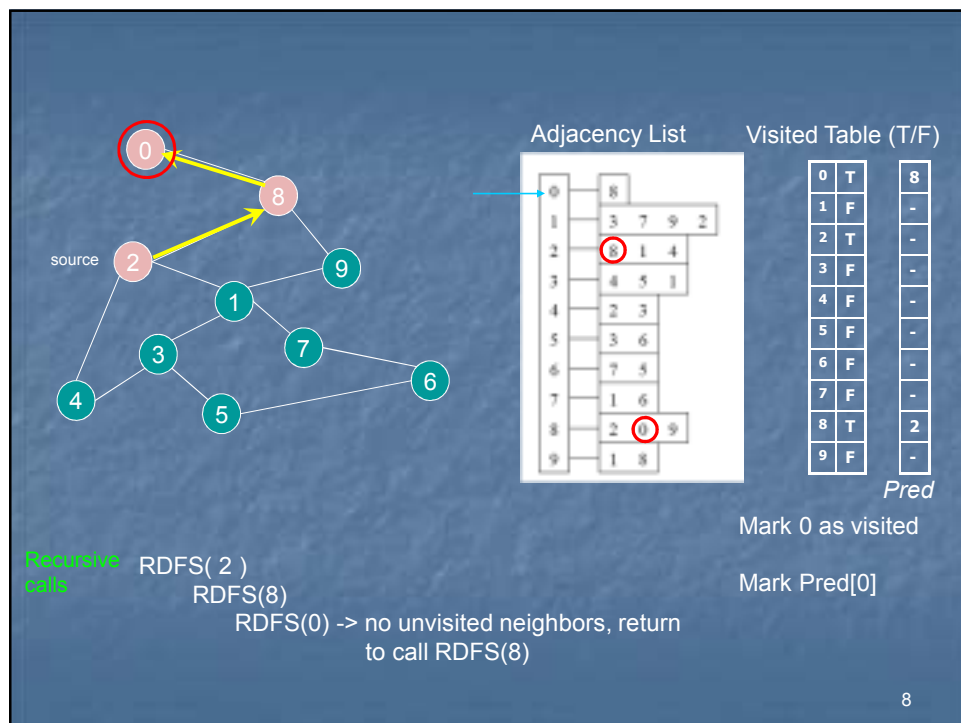 Adjacency List
Visited Table (T/F)
0
8
source
2
9
1
3
7
6
4
5
0 8
1 3 7 9 2
2 8 1 4
3 4 5 1
4 2 3
5 3 6
6 7 5
7 1 6
8 2 0 9
9 1 8
0 T 8
1 F -
2 T -
3 F -
4 F -
5 F -
6 F -
7 F -
8 T 2
9 F -
Pred
Mark 0 as visited
Mark Pred[0]
Recursive
calls
RDFS( 2 )
RDFS(8)
RDFS(0) -> no unvisited neighbors, return
to call RDFS(8)
8